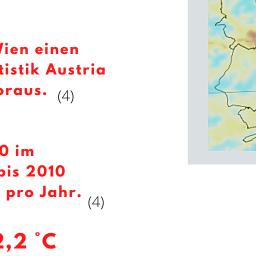 Wien einen
tistik Austria
oraus. (4)
0 im
bis 2010
pro Jahr. (4)
2,2 °C